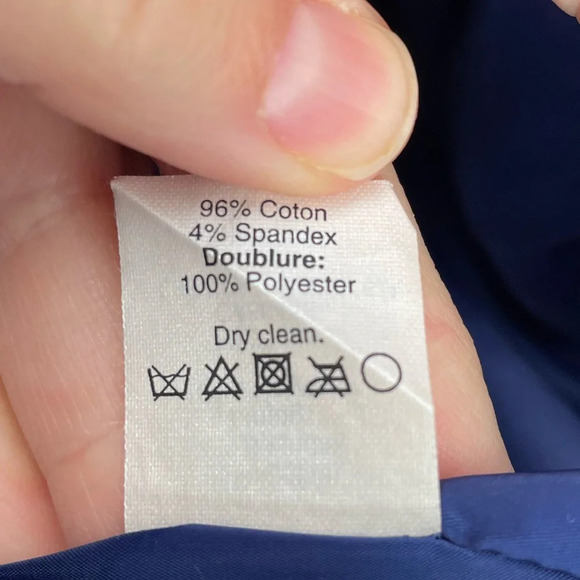 96% Coton
4% Spandex
Doublure:
100% Polyester
Dry clean.